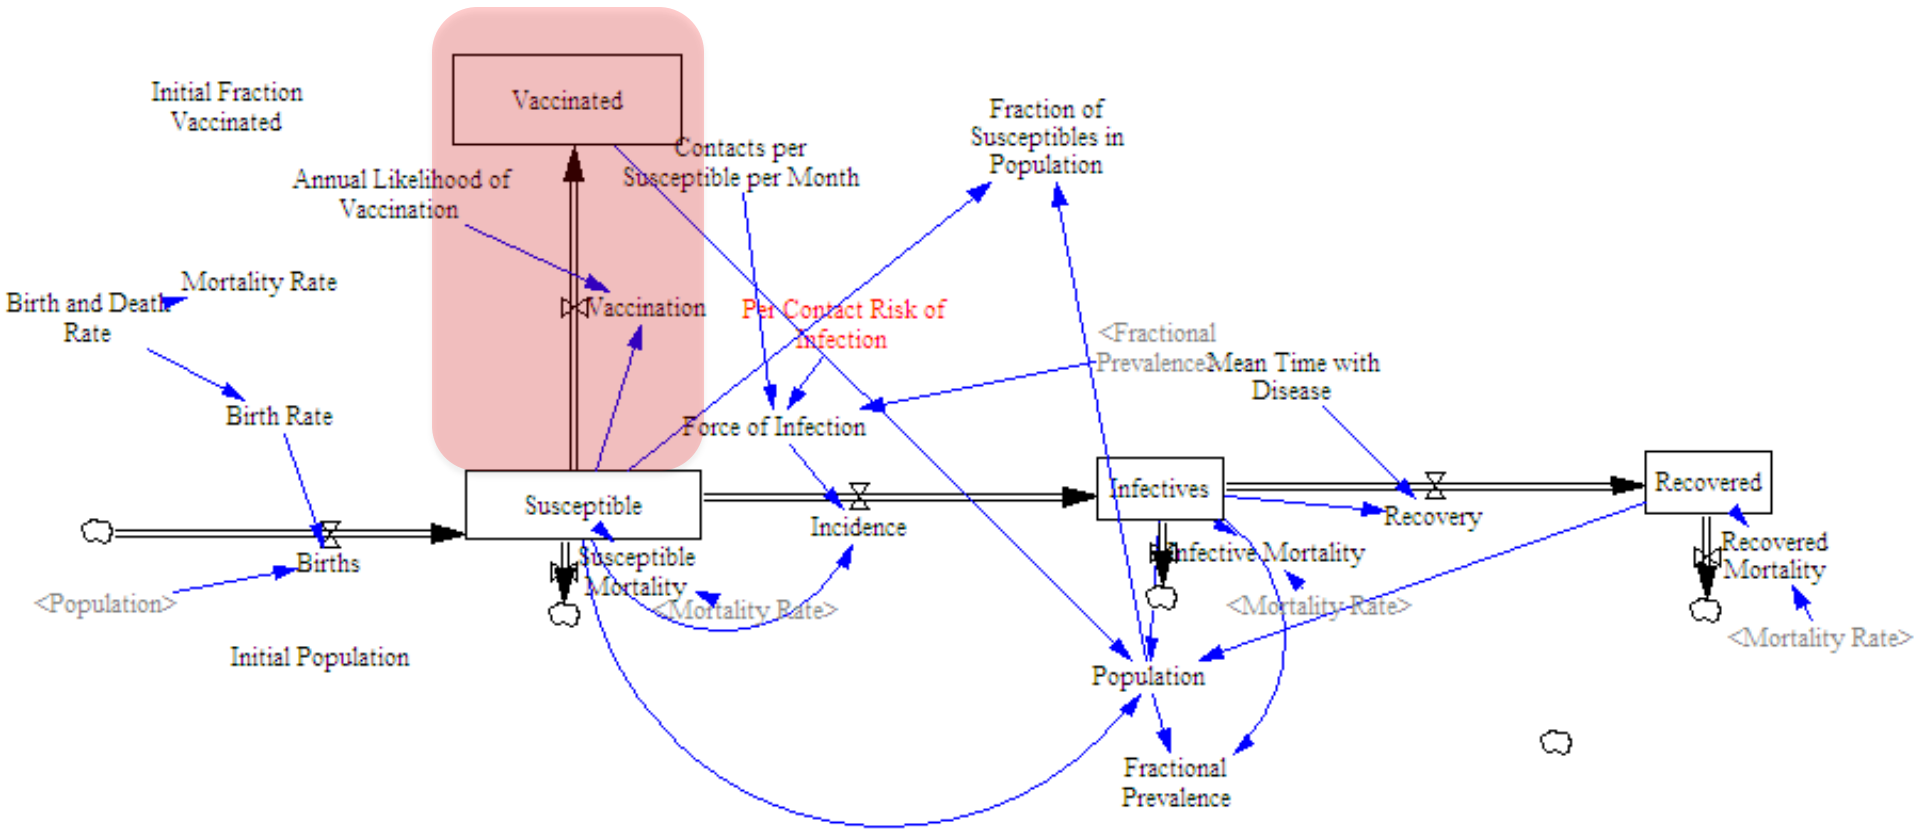 Initial Fraction
Vaccinated
Vaccinated
Contacts per
Susceptible per Month
Fraction of
Susceptibles in
Population
Annual Likelihood of
Vaccination
Mortality Rate
Birth and Death
Rate
Vaccination
Per Contact Risk of
Infection
<Fractional
Prevalence>
Mean Time with
Disease
Birth Rate
Force of Infection
Susceptible
Infectives
Recovered
Incidence
Recovery
Births
Susceptible
Mortality
Infective Mortality
Recovered
Mortality
<Population>
<Mortality Rate>
<Mortality Rate>
<Mortality Rate>
Initial Population
Population
Fractional
Prevalence